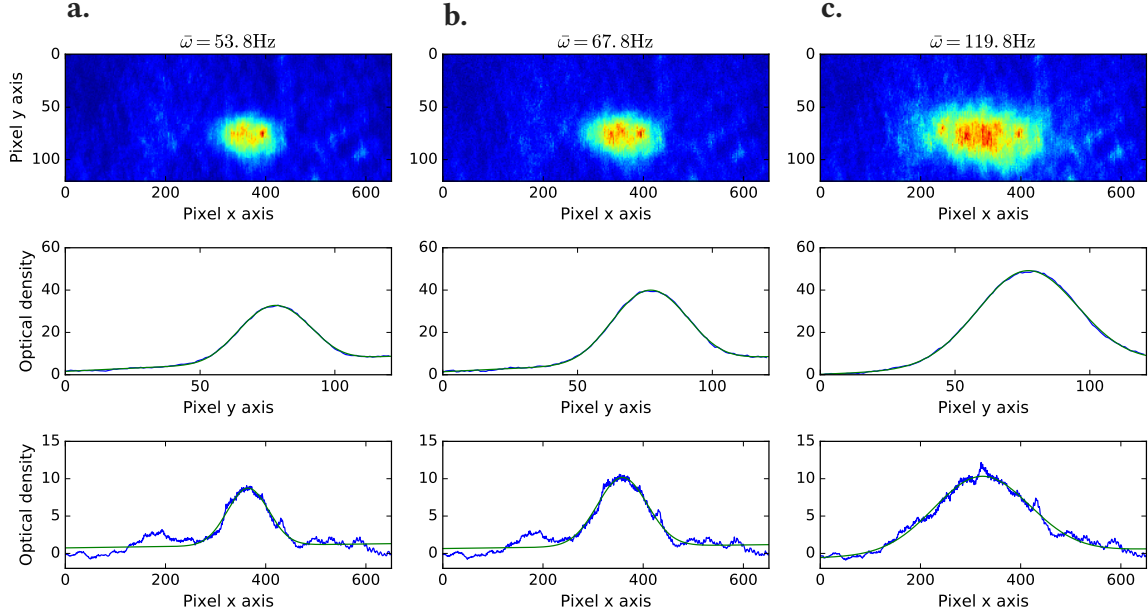 a.
b.
c.
ω̄ = 53.8Hz
ω̄ = 67.8Hz
ω̄ = 119.8Hz
Pixel y axis
0
50
100
0 200 400 600
Pixel x axis
0
50
100
0 200 400 600
Pixel x axis
0
50
100
0 200 400 600
Pixel x axis
Optical density
60
40
20
0
0 50 100
Pixel y axis
60
40
20
0
0 50 100
Pixel y axis
60
40
20
0
0 50 100
Pixel y axis
Optical density
15
10
5
0
0 200 400 600
Pixel x axis
15
10
5
0
0 200 400 600
Pixel x axis
15
10
5
0
0 200 400 600
Pixel x axis